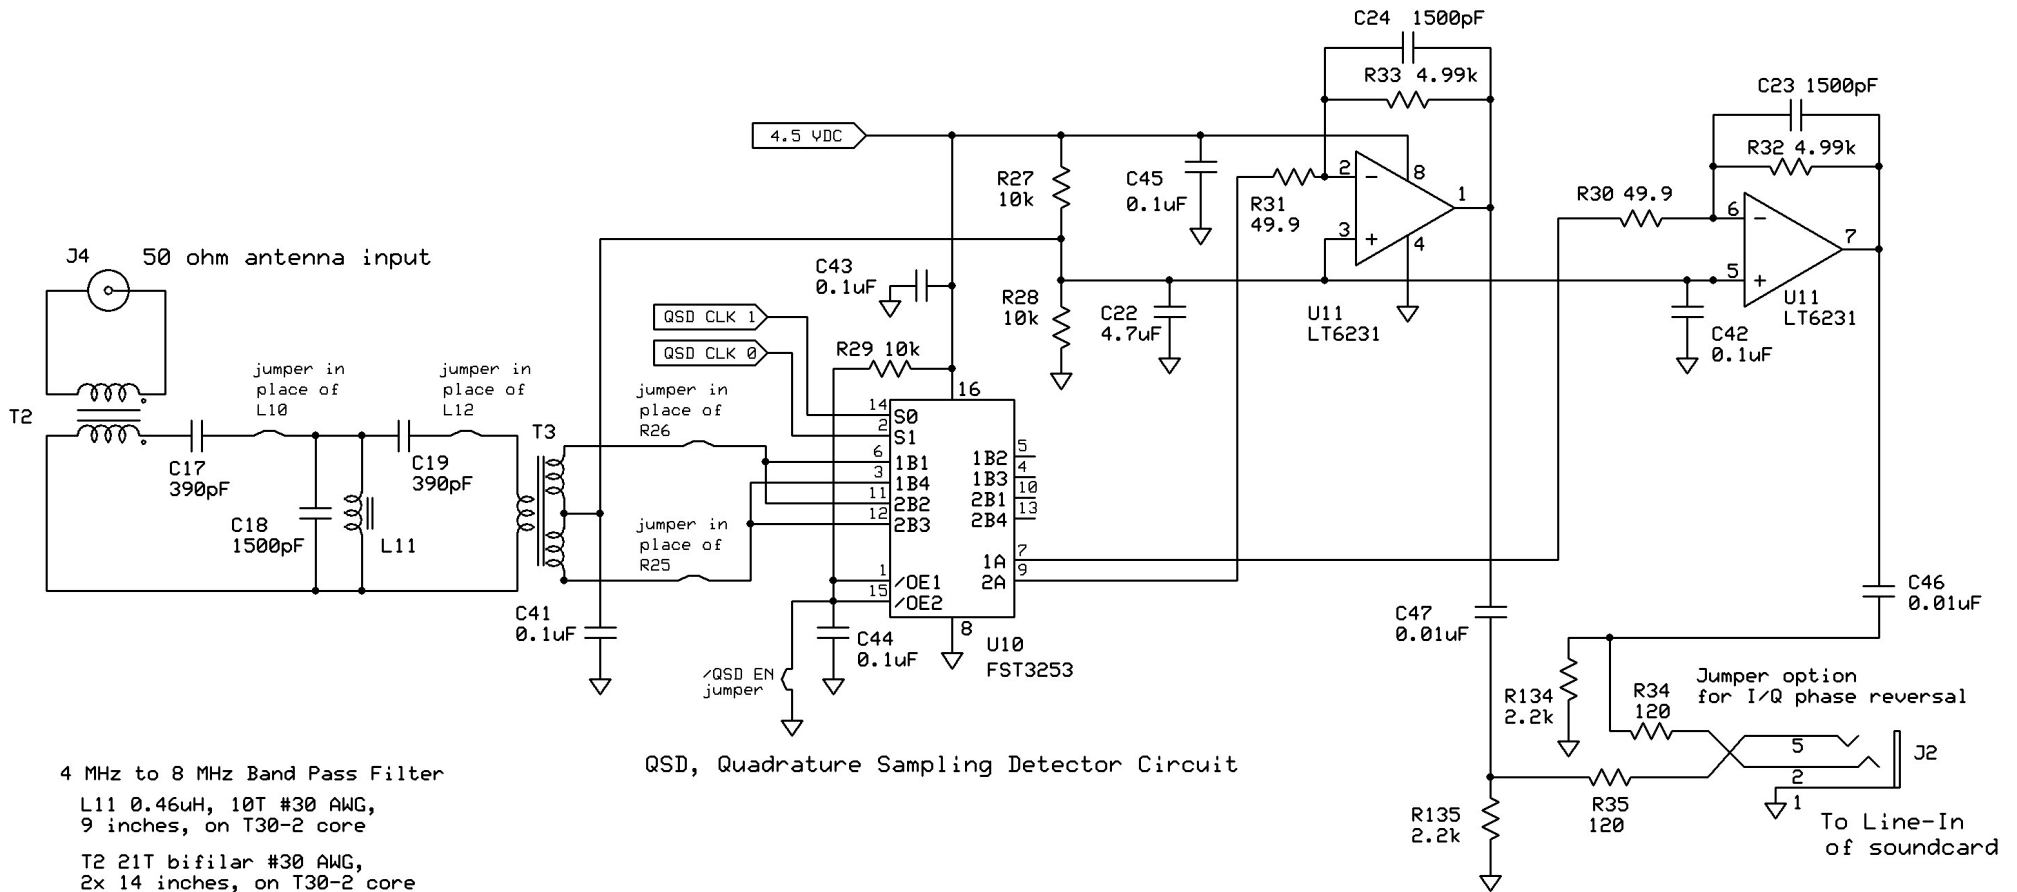 C24 1500pF
R33 4.99k
C23 1500pF
R32 4.99k
4.5 VDC
R27
10k
C45
0.1uF
R31
49.9
2
-
8
1
3
+
4
U11
LT6231
R30 49.9
6
-
7
5
+
U11
LT6231
J4
50 ohm antenna input
C43
0.1uF
R28
10k
C22
4.7uF
C42
0.1uF
QSD CLK 1
QSD CLK 0
R29 10k
jumper in
place of
L10
jumper in
place of
L12
jumper in
place of
R26
T2
C17
390pF
C19
390pF
C18
1500pF
L11
T3
jumper in
place of
R25
16
14
S0
2
S1
6
1B1
3
1B4
11
2B2
12
2B3
1
/OE1
15
/OE2
5
1B2
4
1B3
10
2B1
13
2B4
7
1A
9
2A
8
U10
FST3253
C41
0.1uF
C44
0.1uF
/QSD EN
jumper
C47
0.01uF
C46
0.01uF
R134
2.2k
R34
120
Jumper option
for I/Q phase reversal
5
2
1
J2
R35
120
R135
2.2k
To Line-In
of soundcard
QSD, Quadrature Sampling Detector Circuit
4 MHz to 8 MHz Band Pass Filter
L11 0.46uH, 10T #30 AWG,
9 inches, on T30-2 core
T2 21T bifilar #30 AWG,
2x 14 inches, on T30-2 core